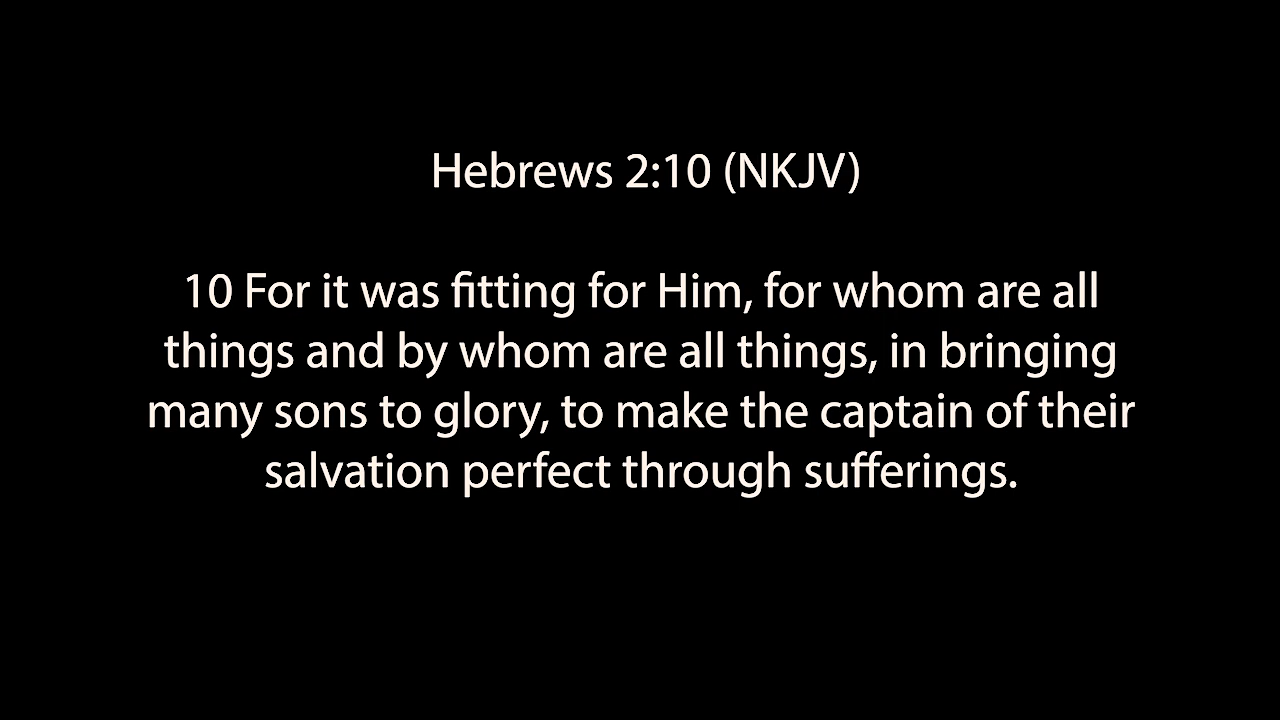 Hebrews 2:10 (NKJV)
10 For it was fitting for Him, for whom are all
things and by whom are all things, in bringing
many sons to glory, to make the captain of their
salvation perfect through sufferings.